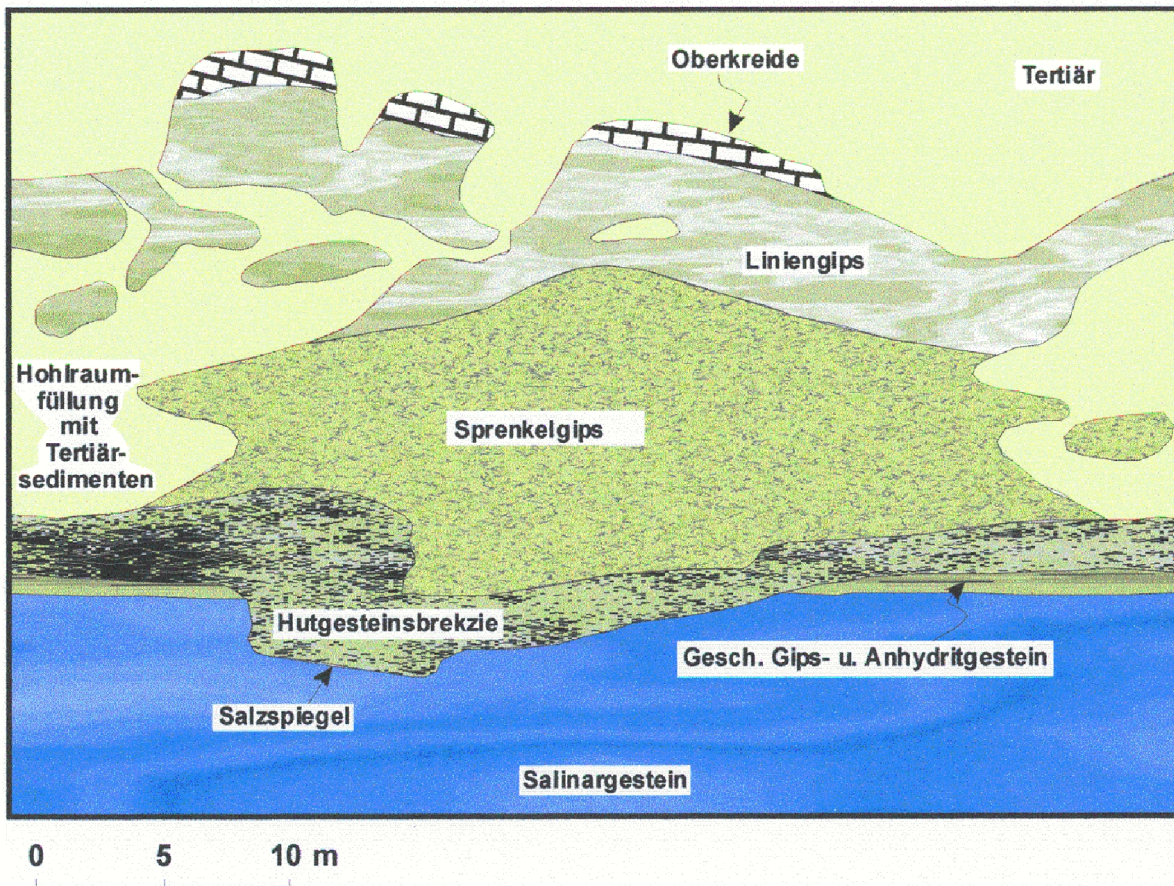 Oberkreide
Tertiär
Liniengips
Hohlraum-
füllung
mit
Tertiär-
sedimenten
Sprenkelgips
Hutgesteinsbrekzie
Gesch. Gips- u. Anhydritgestein
Salzspiegel
Salinargestein
0 5 10 m